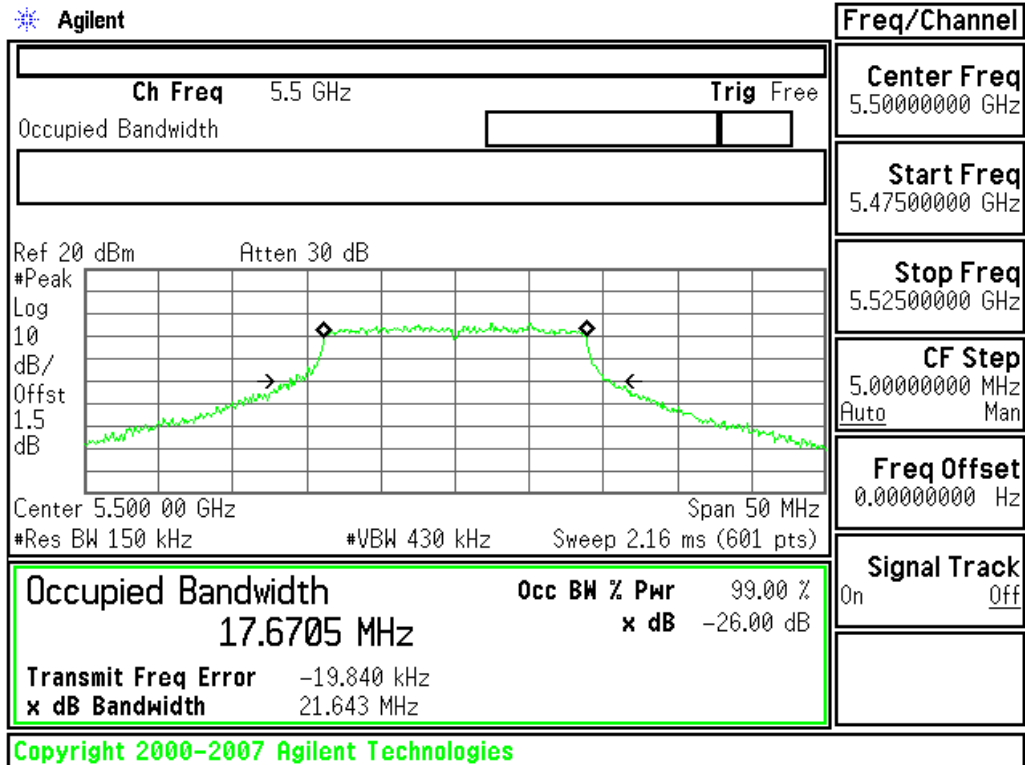 Agilent
Freq/Channel
Ch Freq 5.5 GHz Trig Free
Occupied Bandwidth
Center Freq
5.50000000 GHz
Start Freq
5.47500000 GHz
Stop Freq
5.52500000 GHz
CF Step
5.00000000 MHz
Auto Man
Freq Offset
0.00000000 Hz
Signal Track
On Off
Ref 20 dBm Atten 30 dB
#Peak
Log
10
dB/
Offst
1.5
dB
Center 5.500 00 GHz Span 50 MHz
#Res BW 150 kHz #VBW 430 kHz Sweep 2.16 ms (601 pts)
Occupied Bandwidth Occ BW % Pwr 99.00 %
17.6705 MHz x dB -26.00 dB
Transmit Freq Error -19.840 kHz
x dB Bandwidth 21.643 MHz
Copyright 2000-2007 Agilent Technologies